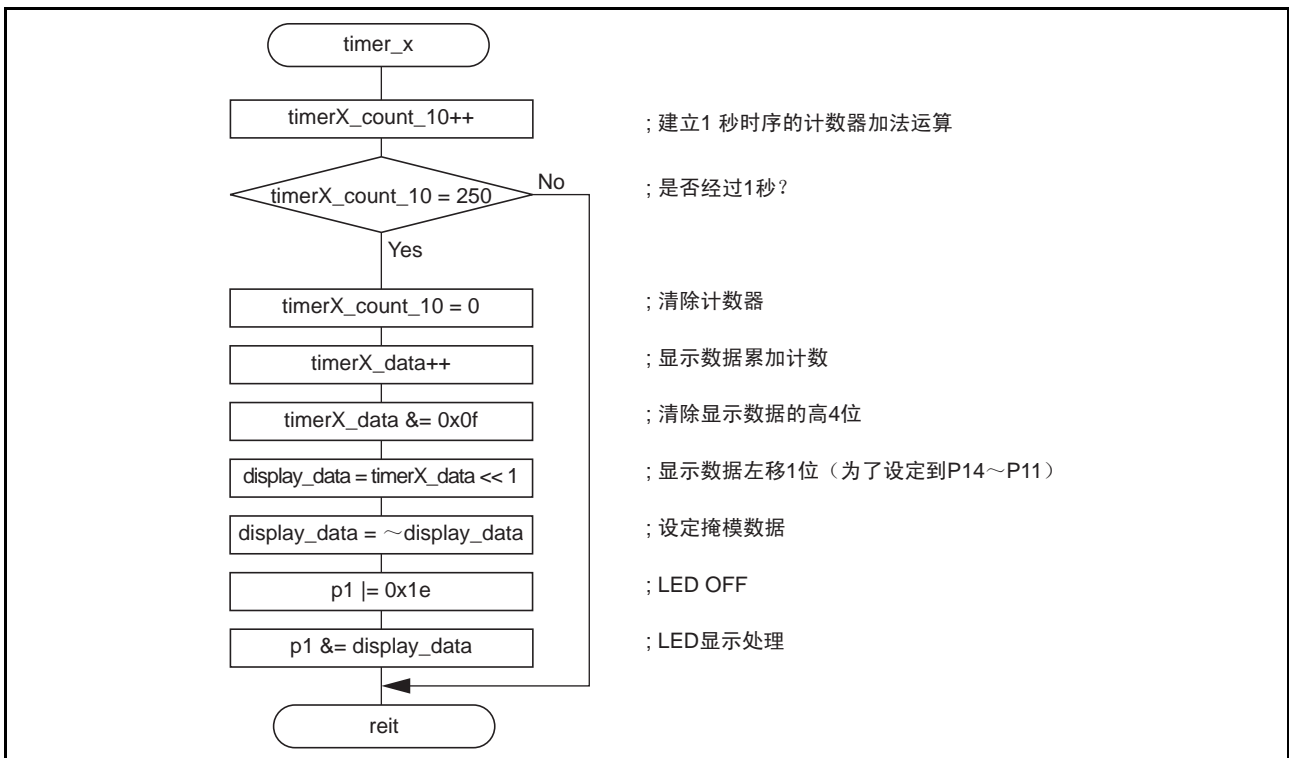 timer_x
timerX_count_10++
; 建立1 秒时序的计数器加法运算
timerX_count_10 = 250
No
; 是否经过1秒？
Yes
timerX_count_10 = 0
; 清除计数器
timerX_data++
; 显示数据累加计数
timerX_data &= 0x0f
; 清除显示数据的高4位
display_data = timerX_data << 1
; 显示数据左移1位（为了设定到P14～P11）
display_data = ～display_data
; 设定掩模数据
p1 |= 0x1e
; LED OFF
p1 &= display_data
; LED显示处理
reit